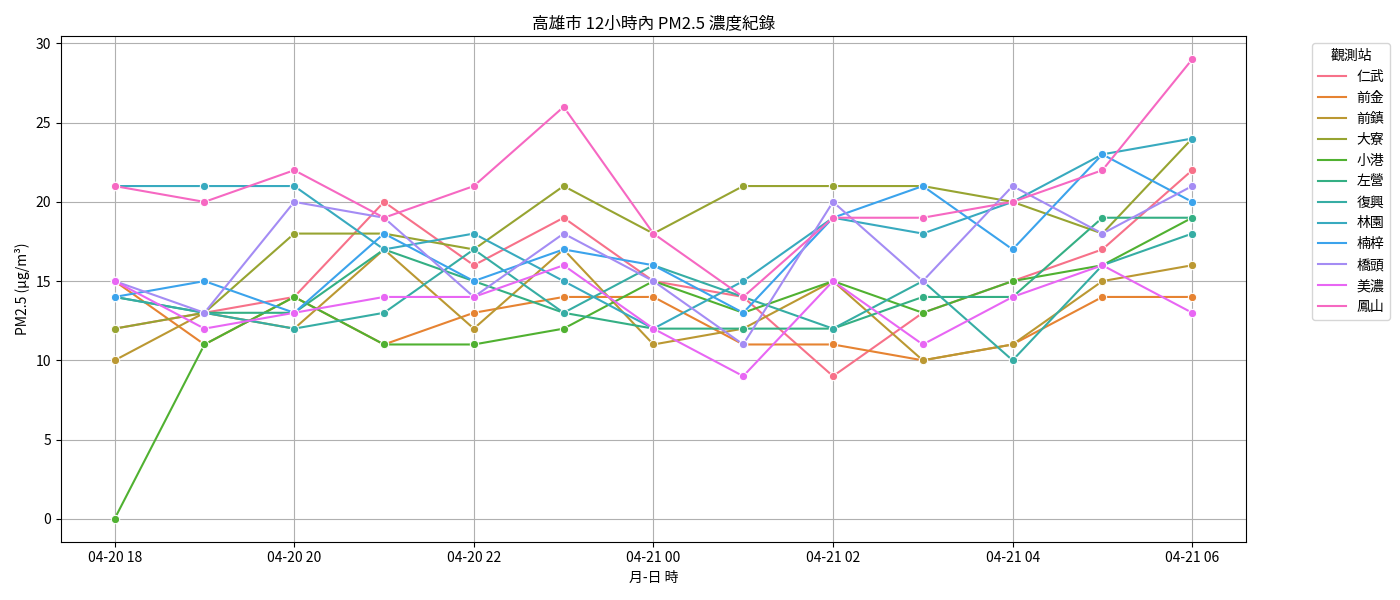 高雄市 12小時內 PM2.5 濃度紀錄
PM2.5 (μg/m³)
30
25
20
15
10
5
0
04-20 18
04-20 20
04-20 22
04-21 00
04-21 02
04-21 04
04-21 06
月-日 時
觀測站
仁武
前金
前鎮
大寮
小港
左營
復興
林園
楠梓
橋頭
美濃
鳳山